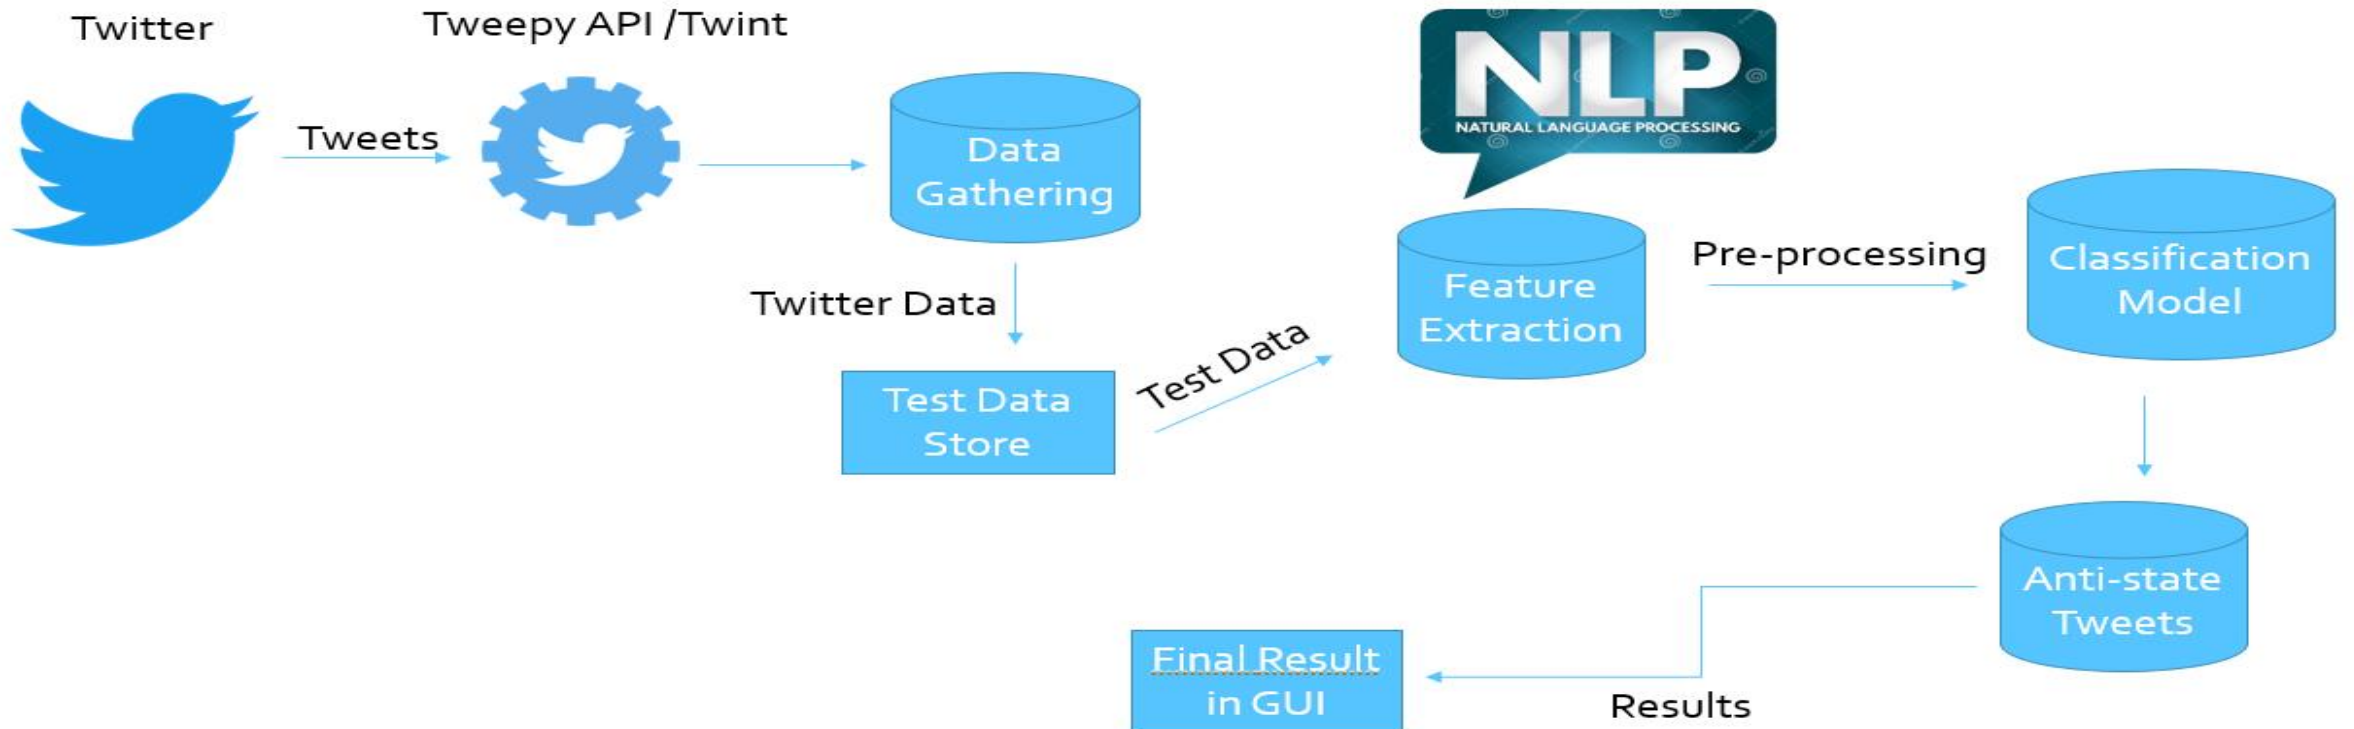 Twitter
Tweepy API /Twint
Tweets
Data
Gathering
NLP
NATURAL LANGUAGE PROCESSING
Twitter Data
Test Data
Store
Test Data
Feature
Extraction
Pre-processing
Classification
Model
Anti-state
Tweets
Results
Final Result
in GUI